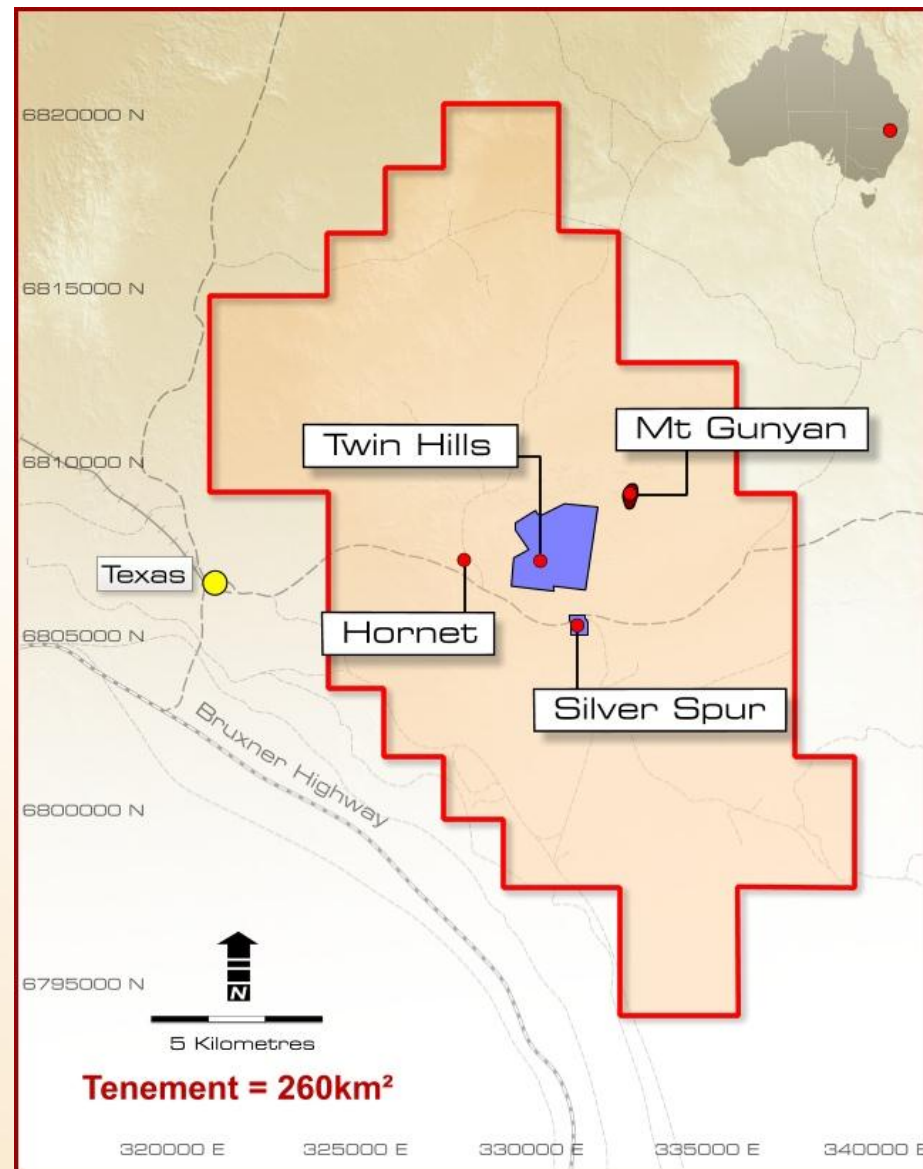 6820000 N
6815000 N
Mt Gunyan
Twin Hills
6810000 N
Texas
Hornet
6805000 N
Silver Spur
Bruxner Highway
6800000 N
N
6795000 N
5 Kilometres
Tenement = 260km²
320000 E
325000 E
330000 E
335000 E
340000 E